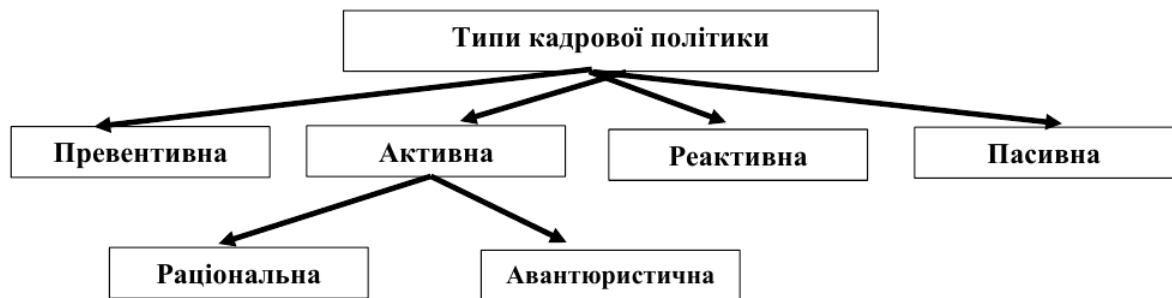 Типи кадрової політики
Превентивна
Активна
Реактивна
Пасивна
Раціональна
Авантюристична